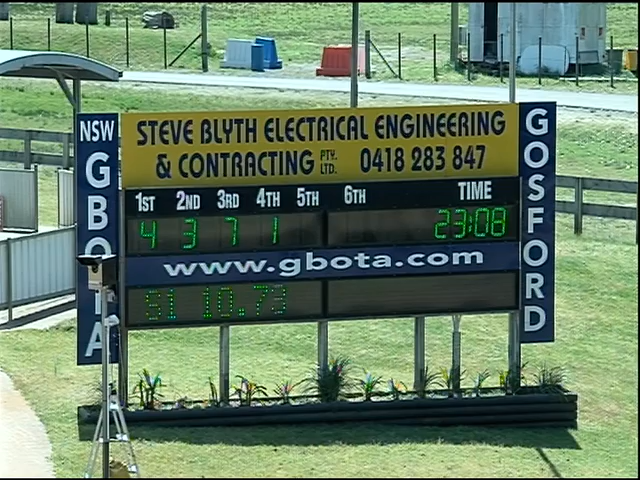 STEVE BLYTH ELECTRICAL ENGINEERING
& CONTRACTING PTY. LTD. 0418 283 847
NSW
GBOTA
1ST 2ND 3RD 4TH 5TH 6TH TIME
4 3 7 1 23:08
www.gbota.com
S1 10.73
GOSFORD